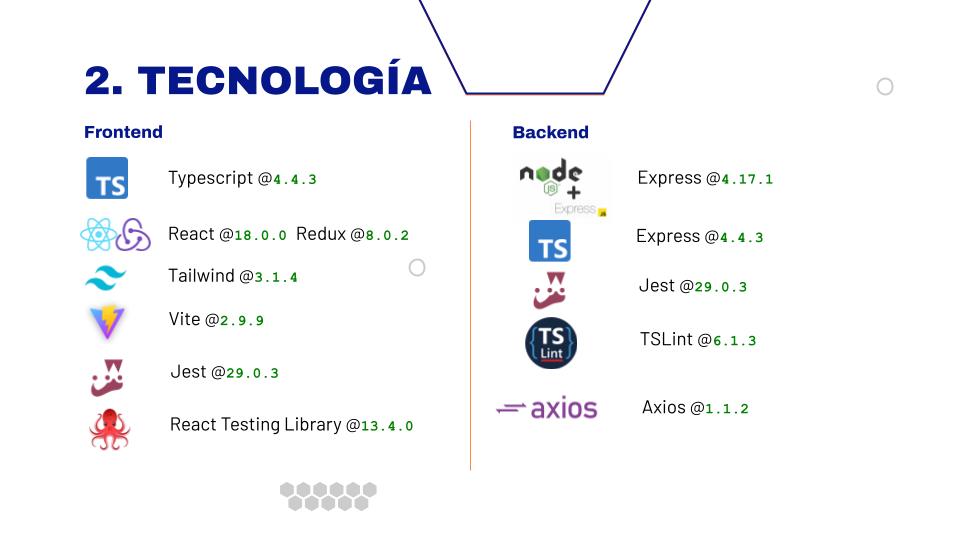 2. TECNOLOGÍA
Frontend
TS
Typescript @4.4.3
React @18.0.0 Redux @8.0.2
Tailwind @3.1.4
Vite @2.9.9
Jest @29.0.3
React Testing Library @13.4.0
Backend
node
JS
+
Express
JS
Express @4.17.1
TS
Express @4.4.3
Jest @29.0.3
TS
Lint
TSLint @6.1.3
axios
Axios @1.1.2